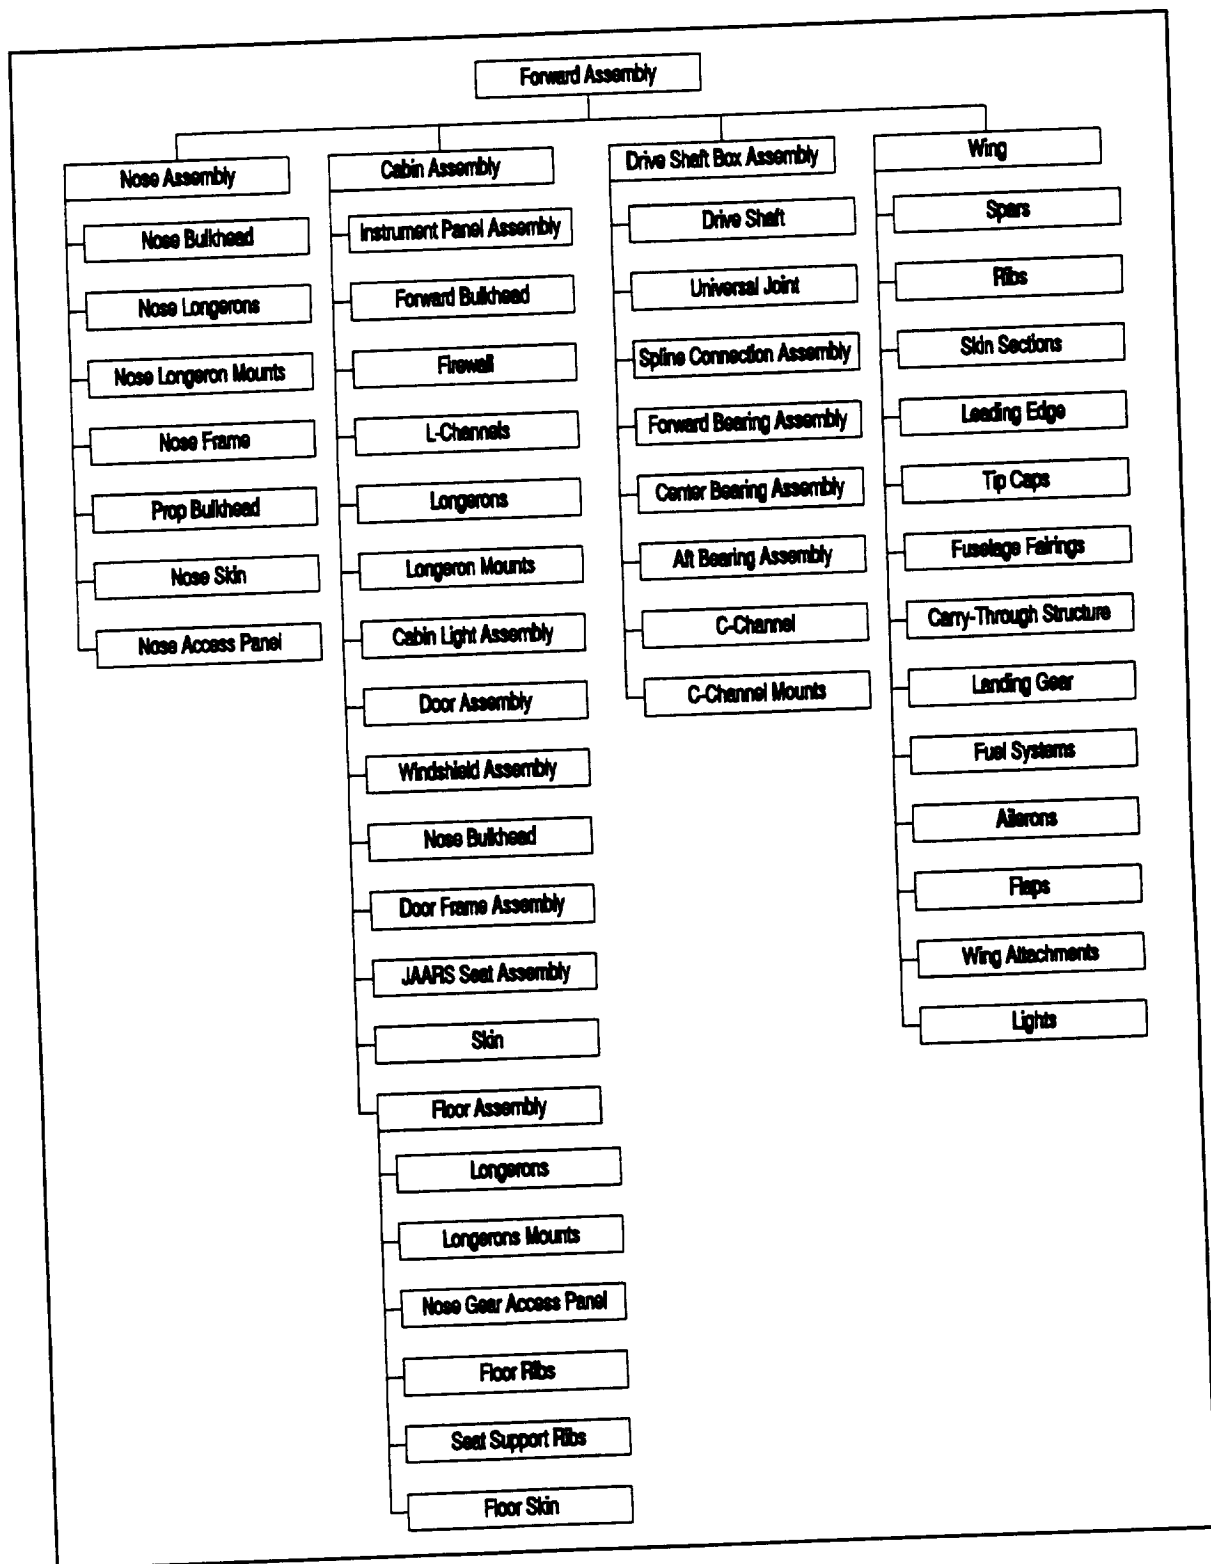 Forward Assembly
Nose Assembly
Nose Bulkhead
Nose Longerons
Nose Longeron Mounts
Nose Frame
Prop Bulkhead
Nose Skin
Nose Access Panel
Cabin Assembly
Instrument Panel Assembly
Forward Bulkhead
Firewall
L-Channels
Longerons
Longeron Mounts
Cabin Light Assembly
Door Assembly
Windshield Assembly
Nose Bulkhead
Door Frame Assembly
JAARS Seat Assembly
Skin
Floor Assembly
Longerons
Longerons Mounts
Nose Gear Access Panel
Floor Ribs
Seat Support Ribs
Floor Skin
Drive Shaft Box Assembly
Drive Shaft
Universal Joint
Spline Connection Assembly
Forward Bearing Assembly
Center Bearing Assembly
Aft Bearing Assembly
C-Channel
C-Channel Mounts
Wing
Spars
Ribs
Skin Sections
Leading Edge
Tip Caps
Fuselage Fairings
Carry-Through Structure
Landing Gear
Fuel Systems
Ailerons
Flaps
Wing Attachments
Lights